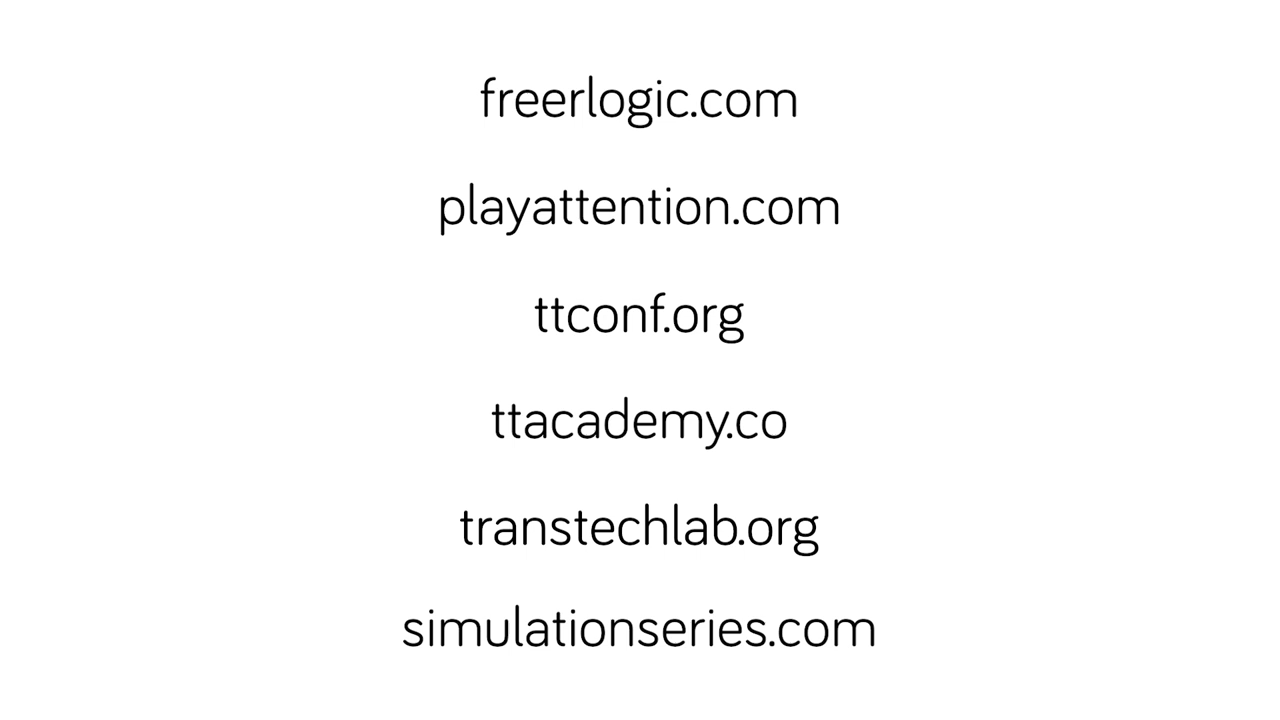 freerlogic.com
playattention.com
ttconf.org
ttacademy.co
transtechlab.org
simulationseries.com